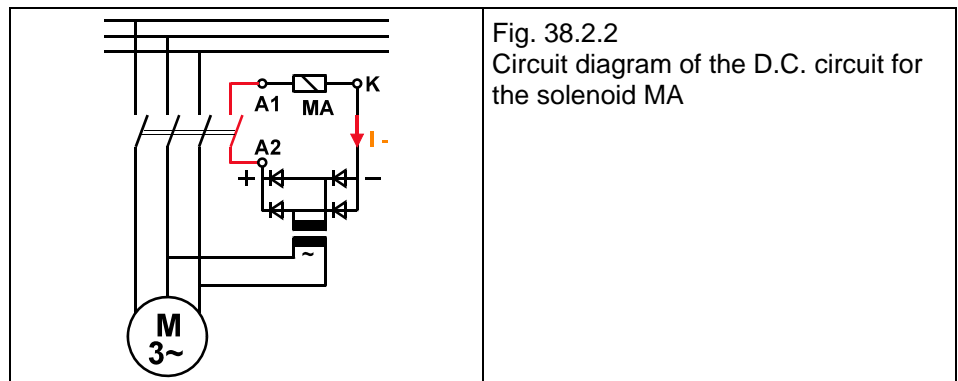 Fig. 38.2.2
Circuit diagram of the D.C. circuit for
the solenoid MA
A1
MA
K
I -
A2
+
-
~
M
3~